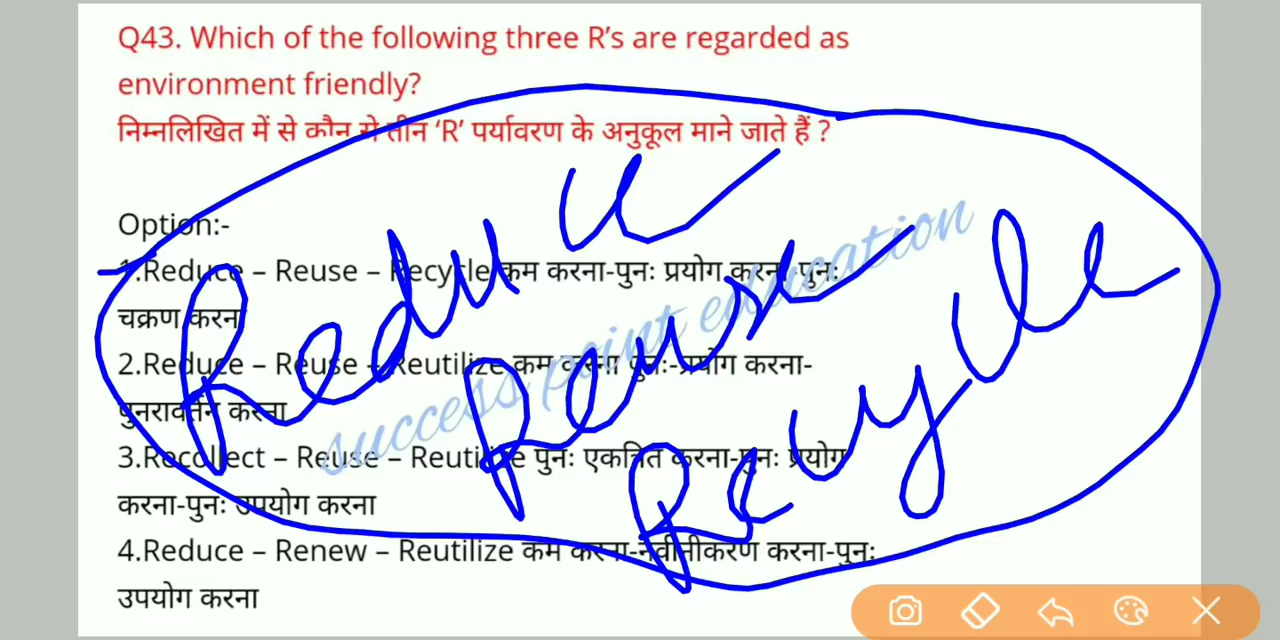 Q43. Which of the following three R’s are regarded as
environment friendly?
निम्नलिखित में से कौन से तीन ‘R’ पर्यावरण के अनुकूल माने जाते हैं ?
Option:-
1.Reduce – Reuse – Recycle कम करना-पुनः प्रयोग करना-पुनः
चक्रण करना
2.Reduce – Reuse – Reutilize कम करना पुनः-प्रयोग करना-
पुनरावर्तन करना
3.Recollect – Reuse – Reutilize पुनः एकत्रित करना-पुनः प्रयोग
करना-पुनः उपयोग करना
4.Reduce – Renew – Reutilize कम करना-नवीनीकरण करना-पुनः
उपयोग करना
success point education
Reduce
Reuse
Recycle